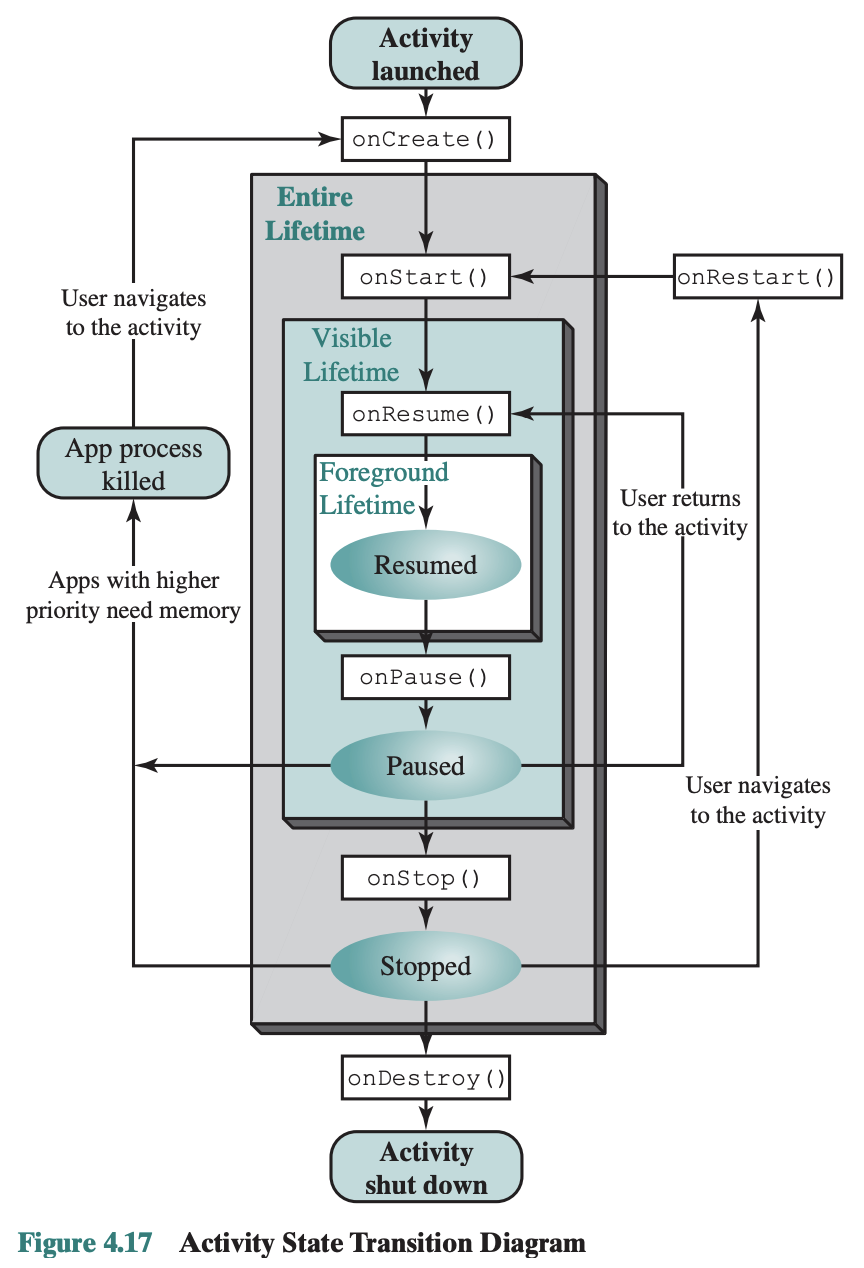 Activity
launched
onCreate()
Entire
Lifetime
onStart()
onRestart()
User navigates
to the activity
Visible
Lifetime
onResume()
App process
killed
Foreground
Lifetime
User returns
to the activity
Resumed
Apps with higher
priority need memory
onPause()
Paused
User navigates
to the activity
onStop()
Stopped
onDestroy()
Activity
shut down
Figure 4.17 Activity State Transition Diagram